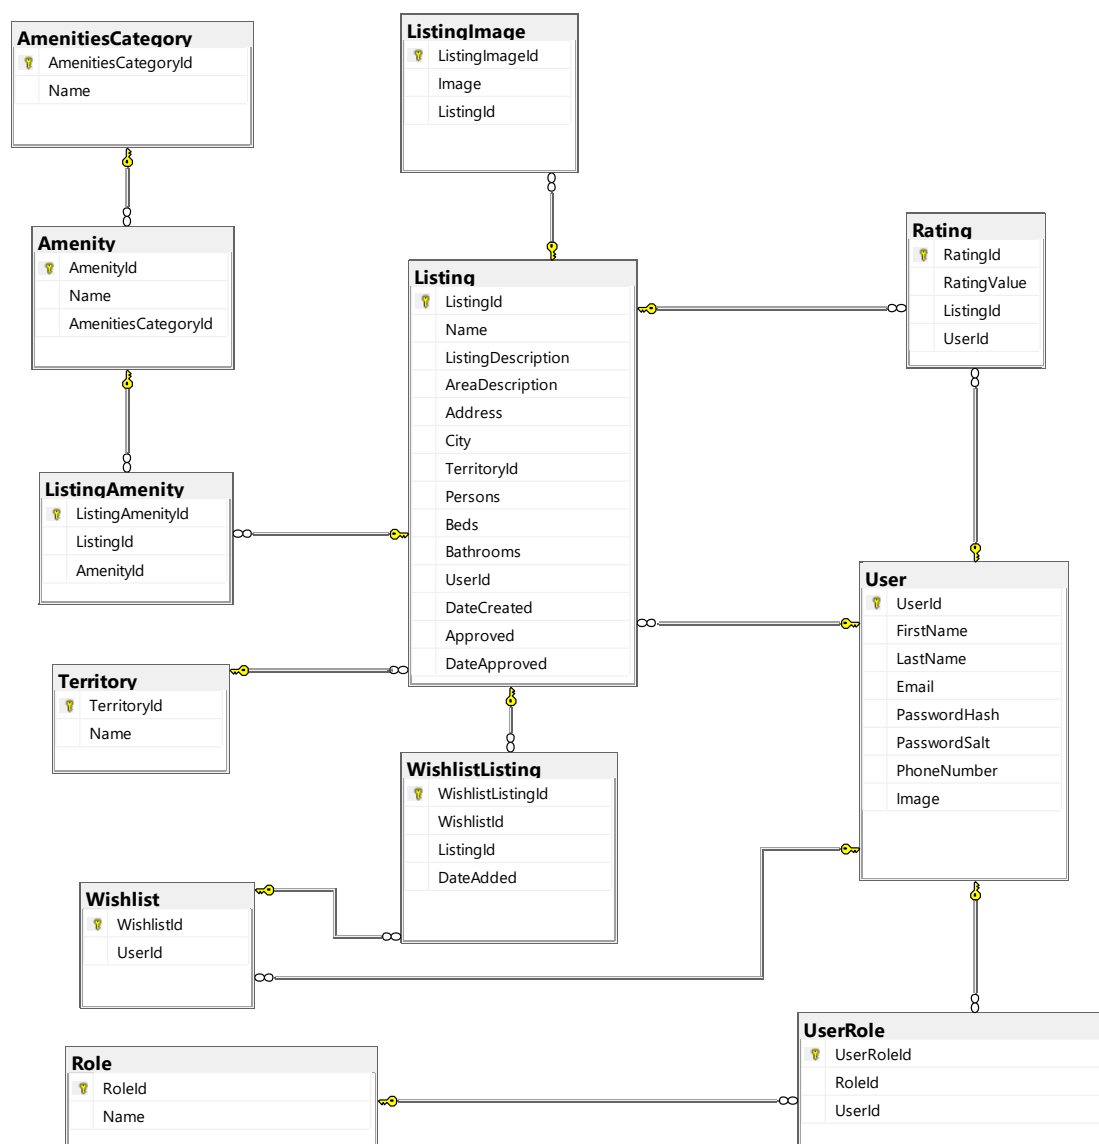 AmenitiesCategory
AmenitiesCategoryId
Name
ListingImage
ListingImageId
Image
ListingId
Amenity
AmenityId
Name
AmenitiesCategoryId
Listing
ListingId
Name
ListingDescription
AreaDescription
Address
City
TerritoryId
Persons
Beds
Bathrooms
UserId
DateCreated
Approved
DateApproved
Rating
RatingId
RatingValue
ListingId
UserId
ListingAmenity
ListingAmenityId
ListingId
AmenityId
User
UserId
FirstName
LastName
Email
PasswordHash
PasswordSalt
PhoneNumber
Image
Territory
TerritoryId
Name
WishlistListing
WishlistListingId
WishlistId
ListingId
DateAdded
Wishlist
WishlistId
UserId
Role
RoleId
Name
UserRole
UserRoleId
RoleId
UserId